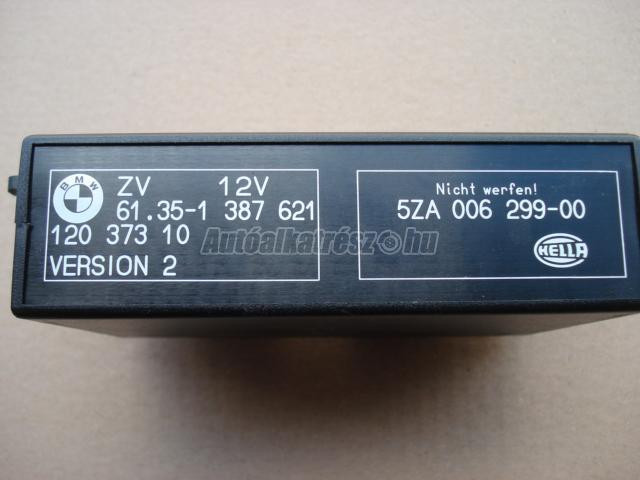 BMW
ZV 12V
61.35-1 387 621
120 373 10
VERSION 2
Nicht werfen!
5ZA 006 299-00
HELLA
Autóalkatrész.hu